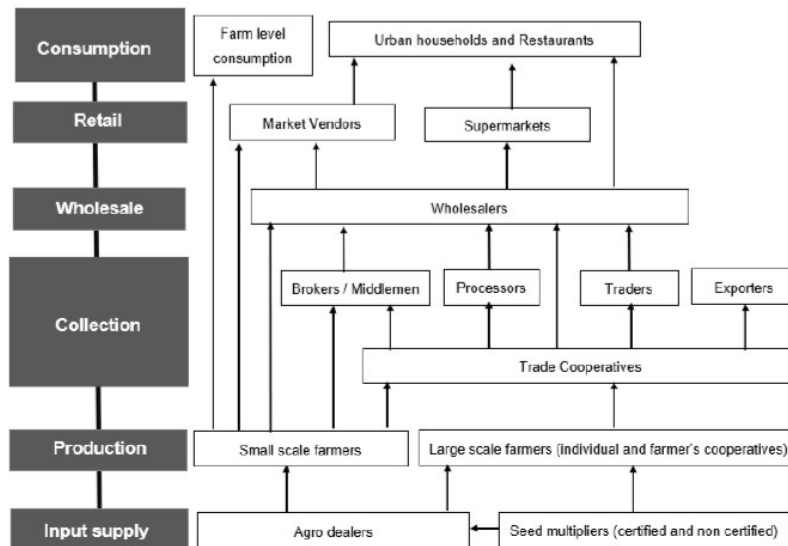 Consumption
Farm level
consumption
Urban households and Restaurants
Retail
Market Vendors
Supermarkets
Wholesale
Wholesalers
Collection
Brokers / Middlemen
Processors
Traders
Exporters
Trade Cooperatives
Production
Small scale farmers
Large scale farmers (individual and farmer's cooperatives)
Input supply
Agro dealers
Seed multipliers (certified and non certified)